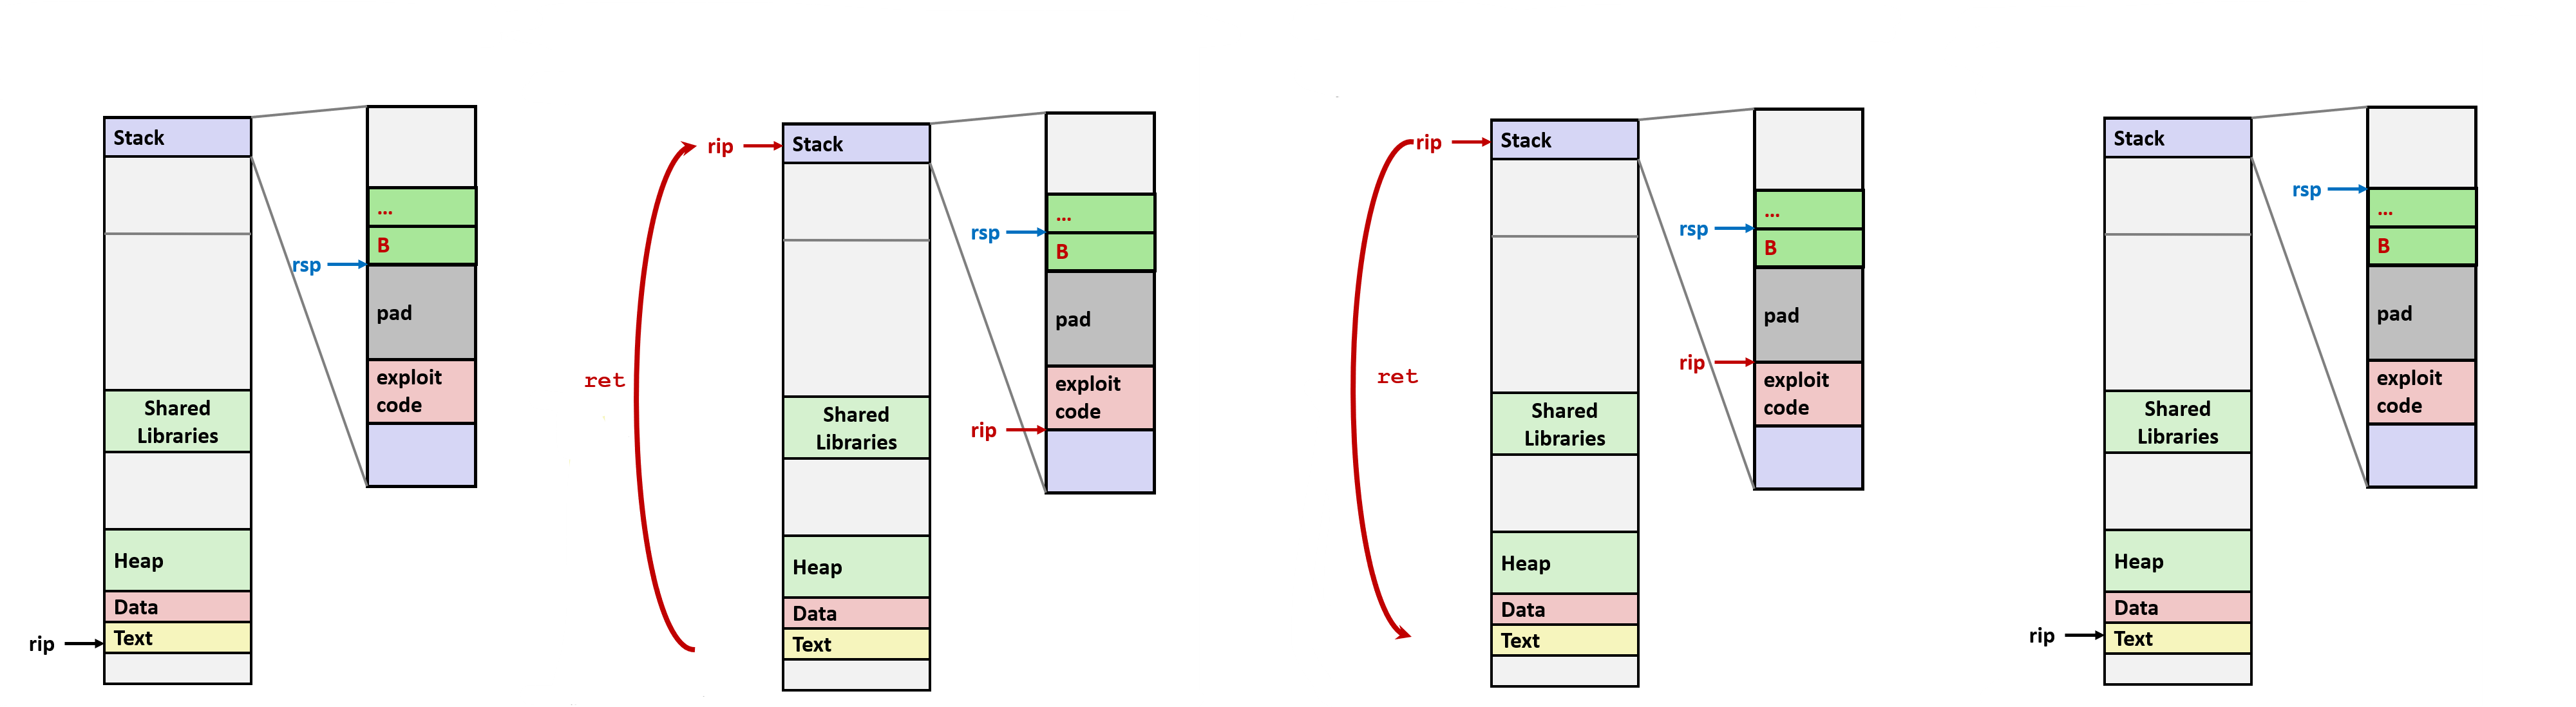 Stack
...
B
rsp
pad
exploit
code
Shared
Libraries
Heap
Data
Text
rip
rip
Stack
...
rsp
B
pad
ret
exploit
code
Shared
Libraries
rip
Heap
Data
Text
rip
Stack
...
rsp
B
pad
rip
ret
exploit
code
Shared
Libraries
Heap
Data
Text
Stack
rsp
...
B
pad
exploit
code
Shared
Libraries
Heap
Data
rip
Text